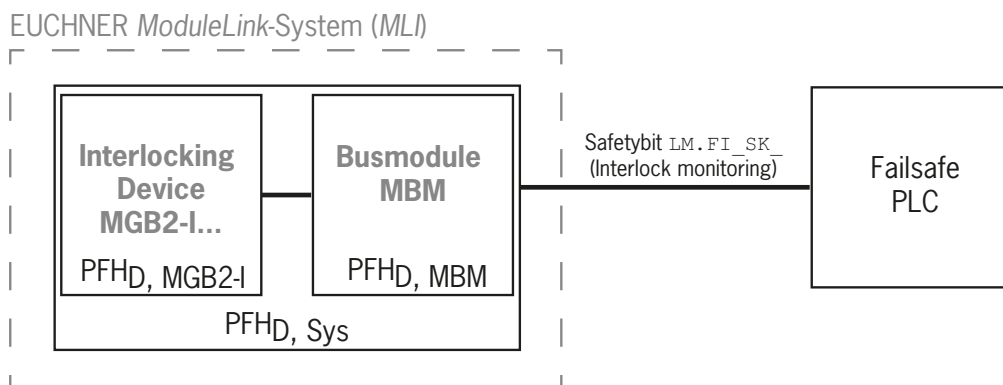 EUCHNER ModuleLink-System (MLI)
Interlocking
Device
MGB2-I...
PFHD, MGB2-I
Busmodule
MBM
PFHD, MBM
PFHD, Sys
Safetybit LM.FI_SK_
(Interlock monitoring)
Failsafe
PLC